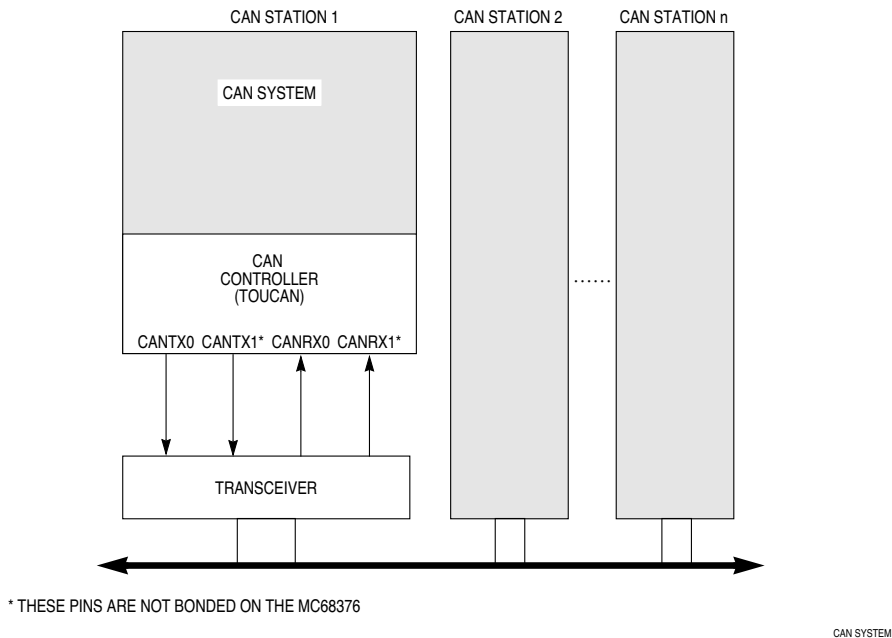 CAN STATION 1
CAN STATION 2
CAN STATION n
CAN SYSTEM
CAN
CONTROLLER
(TOUCAN)
......
CANTX0 CANTX1* CANRX0 CANRX1*
TRANSCEIVER
* THESE PINS ARE NOT BONDED ON THE MC68376
CAN SYSTEM